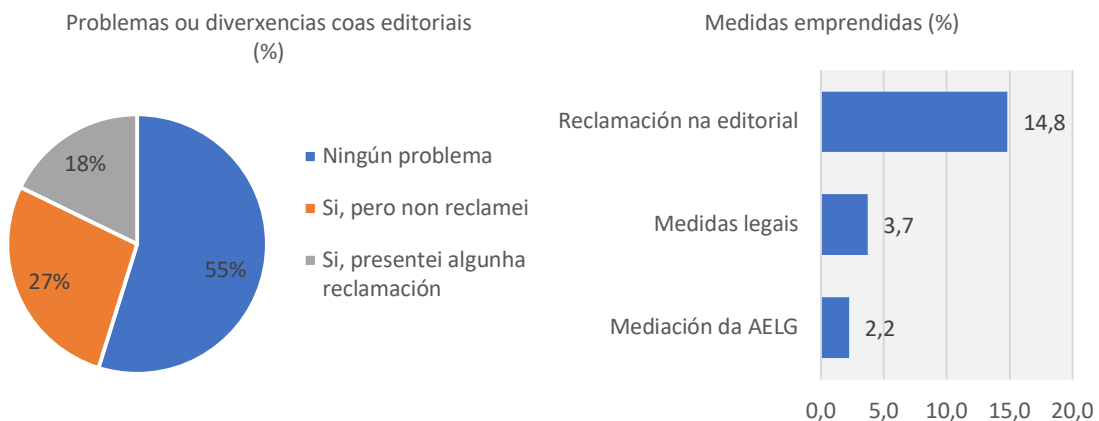 Problemas ou diverxencias coas editoriais
(%)
55%
27%
18%
Ningún problema
Si, pero non reclamei
Si, presentei algunha
reclamación
Medidas emprendidas (%)
Reclamación na editorial
14,8
Medidas legais
3,7
Mediación da AELG
2,2
0,0 5,0 10,0 15,0 20,0